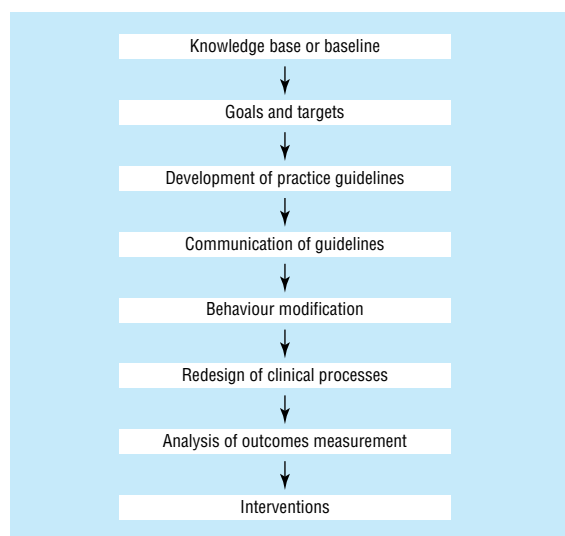 Knowledge base or baseline
Goals and targets
Development of practice guidelines
Communication of guidelines
Behaviour modification
Redesign of clinical processes
Analysis of outcomes measurement
Interventions